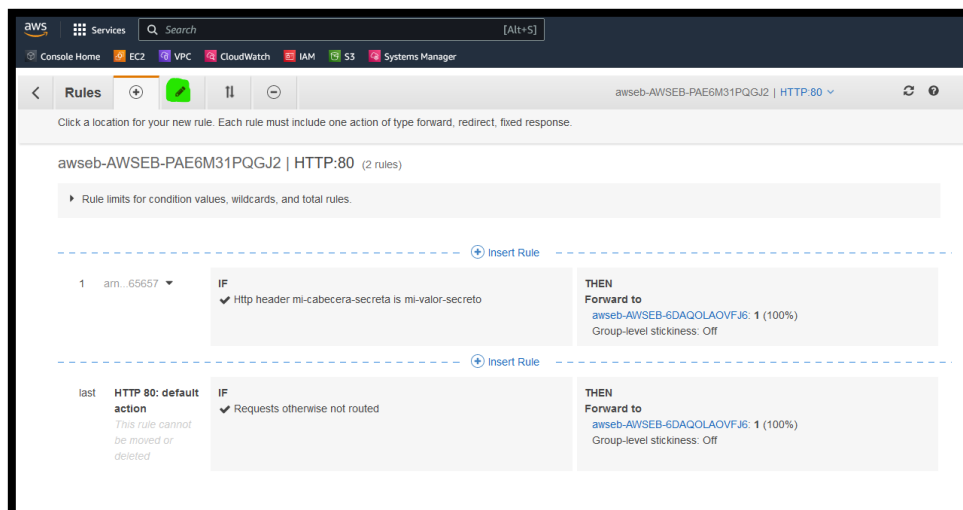 aws Services Search [Alt+S]
Console Home EC2 VPC CloudWatch IAM S3 Systems Manager
Rules awseb-AWSEB-PAE6M31PQGJ2 | HTTP:80
Click a location for your new rule. Each rule must include one action of type forward, redirect, fixed response.
awseb-AWSEB-PAE6M31PQGJ2 | HTTP:80 (2 rules)
Rule limits for condition values, wildcards, and total rules.
Insert Rule
1 arn...65657 IF THEN
Http header mi-cabecera-secreta is mi-valor-secreto Forward to
awseb-AWSEB-6DAQOLAOVFJ6: 1 (100%)
Group-level stickiness: Off
Insert Rule
last HTTP 80: default IF THEN
action Requests otherwise not routed Forward to
This rule cannot awseb-AWSEB-6DAQOLAOVFJ6: 1 (100%)
be moved or Group-level stickiness: Off
deleted